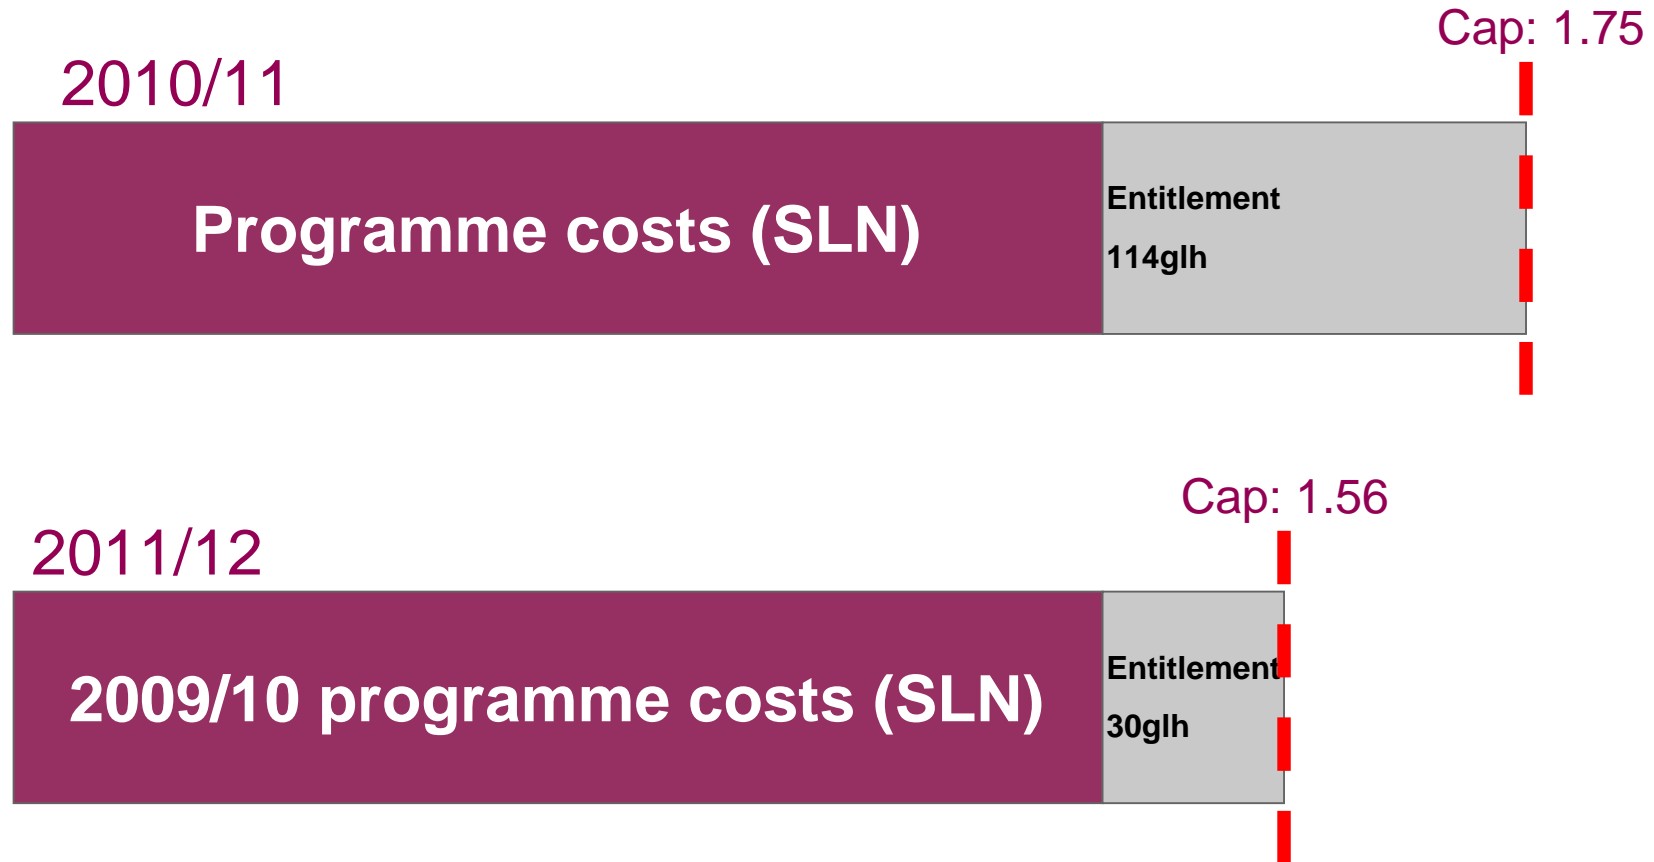 Cap: 1.75
2010/11
Programme costs (SLN)
Entitlement
114glh
Cap: 1.56
2011/12
2009/10 programme costs (SLN)
Entitlement
30glh